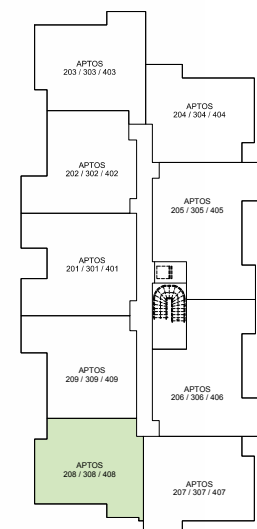 APTOS
203 / 303 / 403
APTOS
204 / 304 / 404
APTOS
202 / 302 / 402
APTOS
205 / 305 / 405
APTOS
201 / 301 / 401
APTOS
209 / 309 / 409
APTOS
206 / 306 / 406
APTOS
208 / 308 / 408
APTOS
207 / 307 / 407